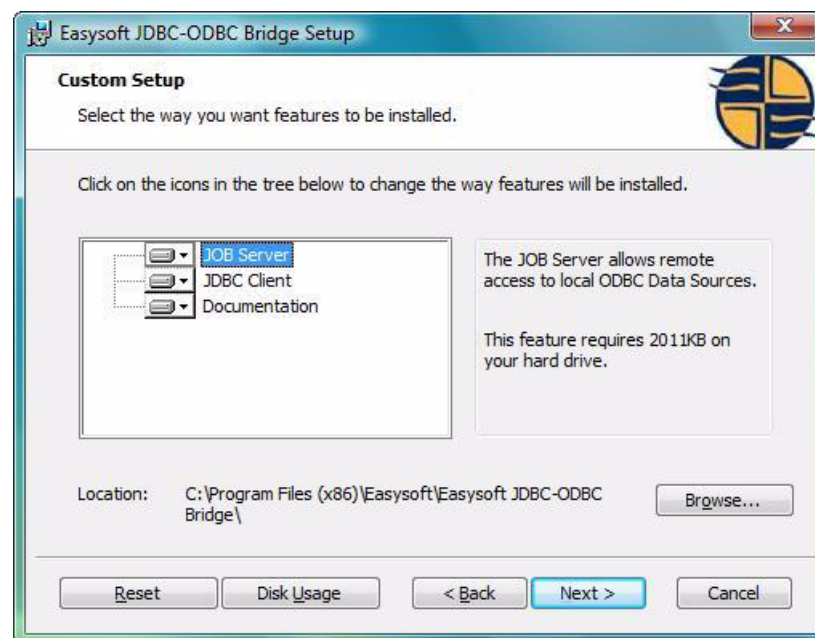 Easysoft JDBC-ODBC Bridge Setup
Custom Setup
Select the way you want features to be installed.
Click on the icons in the tree below to change the way features will be installed.
JOB Server
JDBC Client
Documentation
The JOB Server allows remote
access to local ODBC Data Sources.
This feature requires 2011KB on
your hard drive.
Location:
C:\Program Files (x86)\Easysoft\Easysoft JDBC-ODBC
Bridge\
Browse...
Reset
Disk Usage
< Back
Next >
Cancel